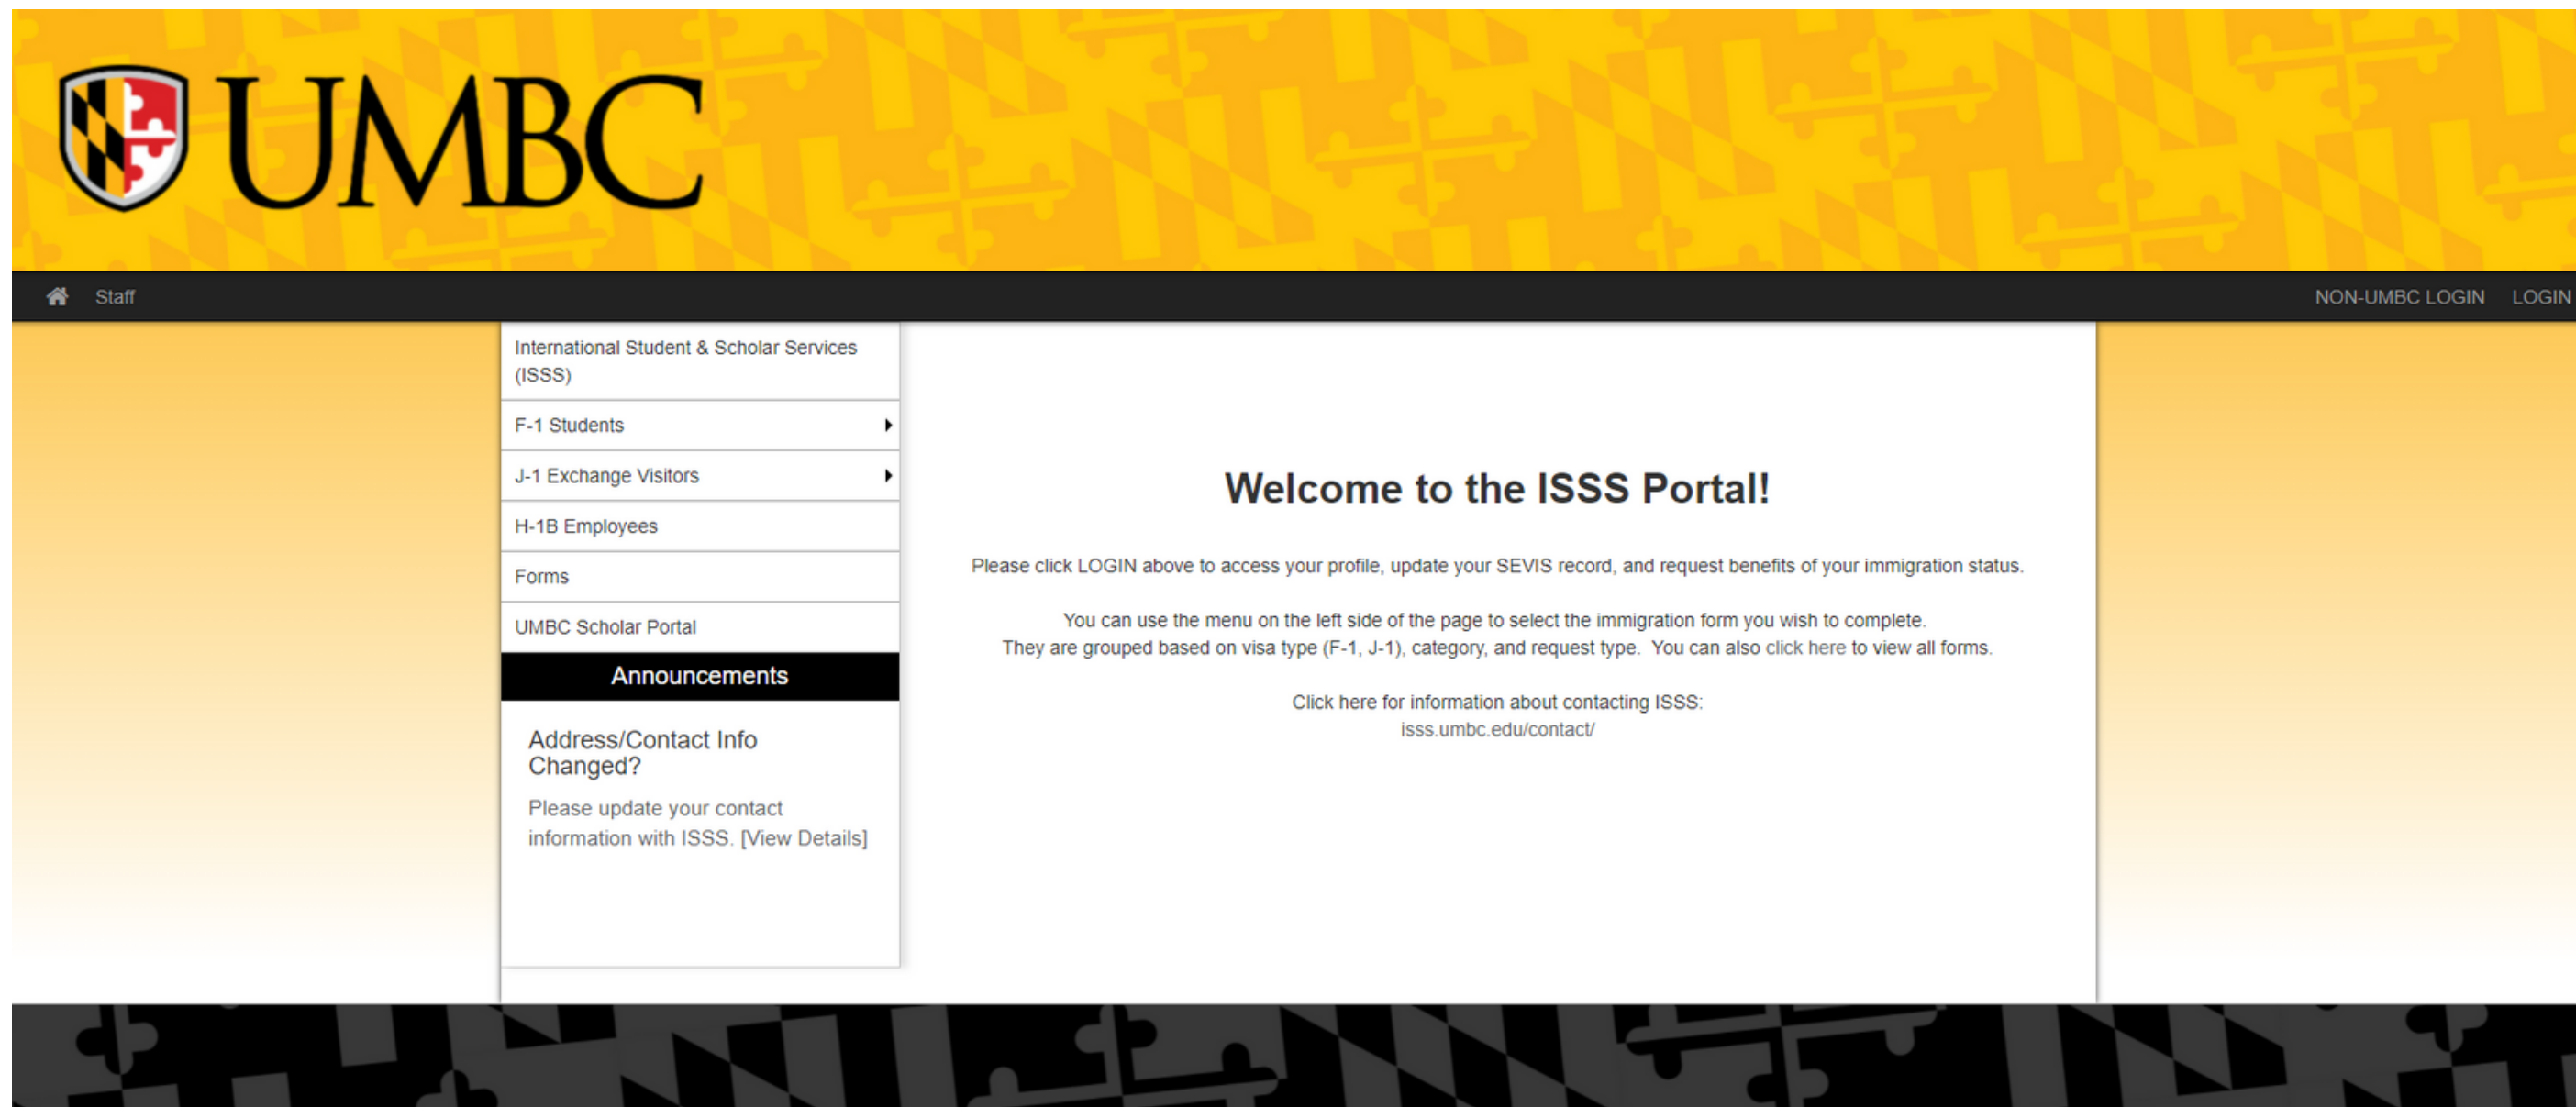 UMBC
Staff
NON-UMBC LOGIN LOGIN
International Student & Scholar Services
(ISSS)
F-1 Students
J-1 Exchange Visitors
H-1B Employees
Forms
UMBC Scholar Portal
Announcements
Address/Contact Info
Changed?
Please update your contact
information with ISSS. [View Details]
Welcome to the ISSS Portal!
Please click LOGIN above to access your profile, update your SEVIS record, and request benefits of your immigration status.
You can use the menu on the left side of the page to select the immigration form you wish to complete.
They are grouped based on visa type (F-1, J-1), category, and request type. You can also click here to view all forms.
Click here for information about contacting ISSS:
isss.umbc.edu/contact/